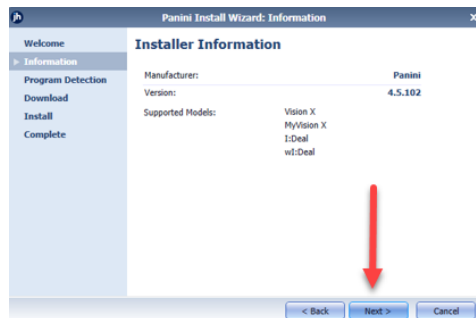 jh
Panini Install Wizard: Information
X
Welcome
Information
Program Detection
Download
Install
Complete
Installer Information
Manufacturer: Panini
Version: 4.5.102
Supported Models: Vision X
MyVision X
I:Deal
wI:Deal
< Back Next > Cancel